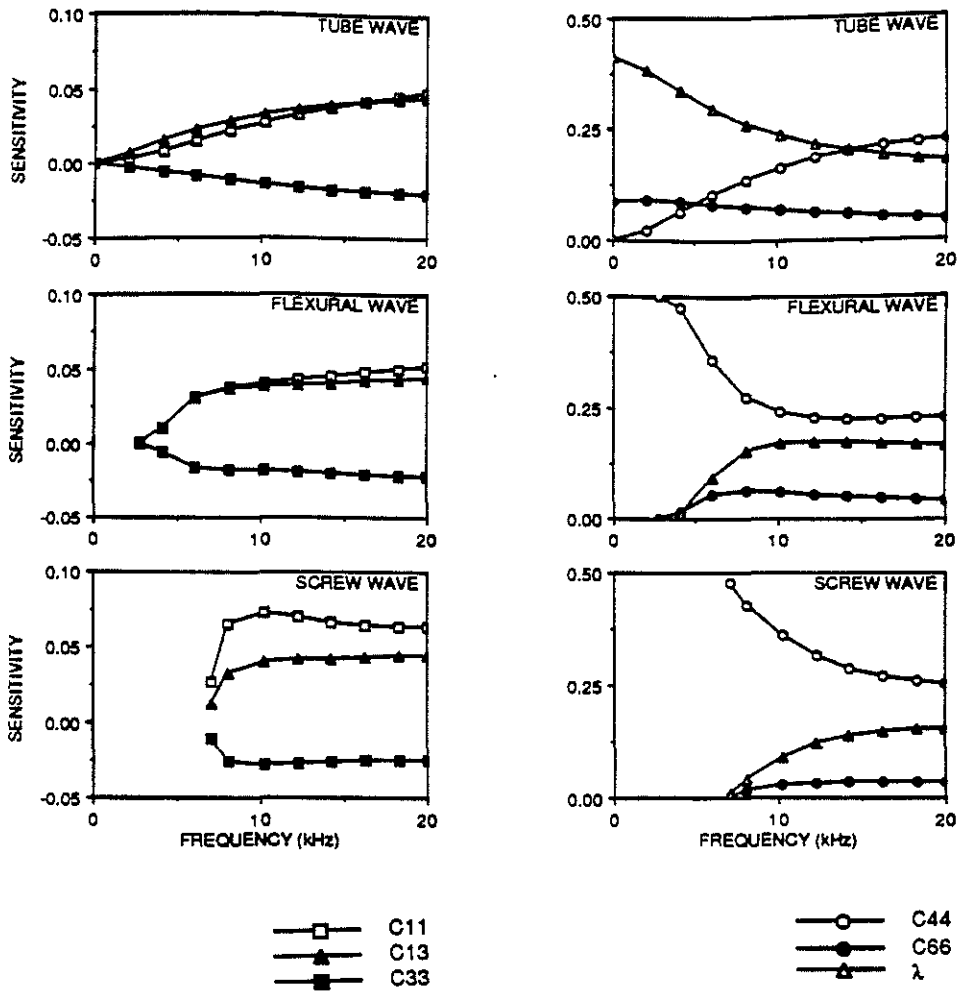 0.10
TUBE WAVE
0.05
0.00
-0.05
SENSITIVITY
0
10
20
0.50
TUBE WAVE
0.25
0.00
0
10
20
0.10
FLEXURAL WAVE
0.05
0.00
-0.05
SENSITIVITY
0
10
20
0.50
FLEXURAL WAVE
0.25
0.00
0
10
20
0.10
SCREW WAVE
0.05
0.00
-0.05
SENSITIVITY
0
10
20
FREQUENCY (kHz)
0.50
SCREW WAVE
0.25
0.00
0
10
20
FREQUENCY (kHz)
C11
C13
C33
C44
C66
λ